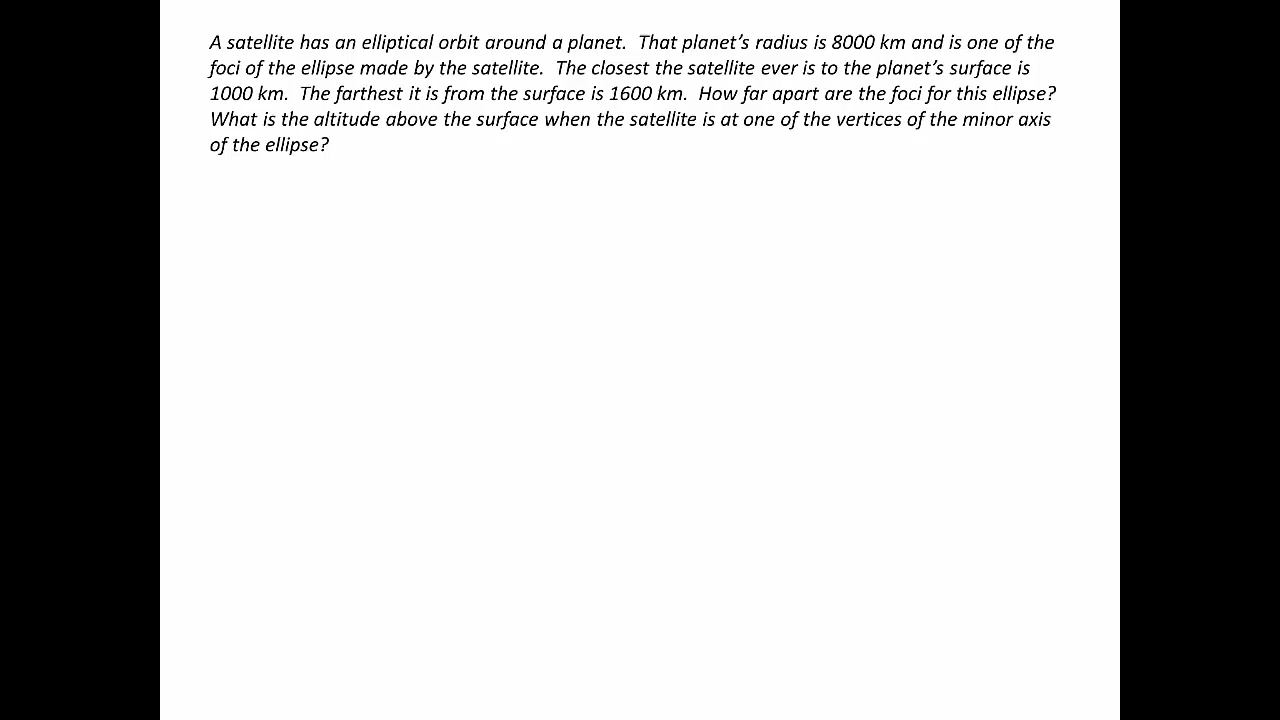 A satellite has an elliptical orbit around a planet.  That planet’s radius is 8000 km and is one of the
foci of the ellipse made by the satellite.  The closest the satellite ever is to the planet’s surface is
1000 km.  The farthest it is from the surface is 1600 km.  How far apart are the foci for this ellipse?
What is the altitude above the surface when the satellite is at one of the vertices of the minor axis
of the ellipse?